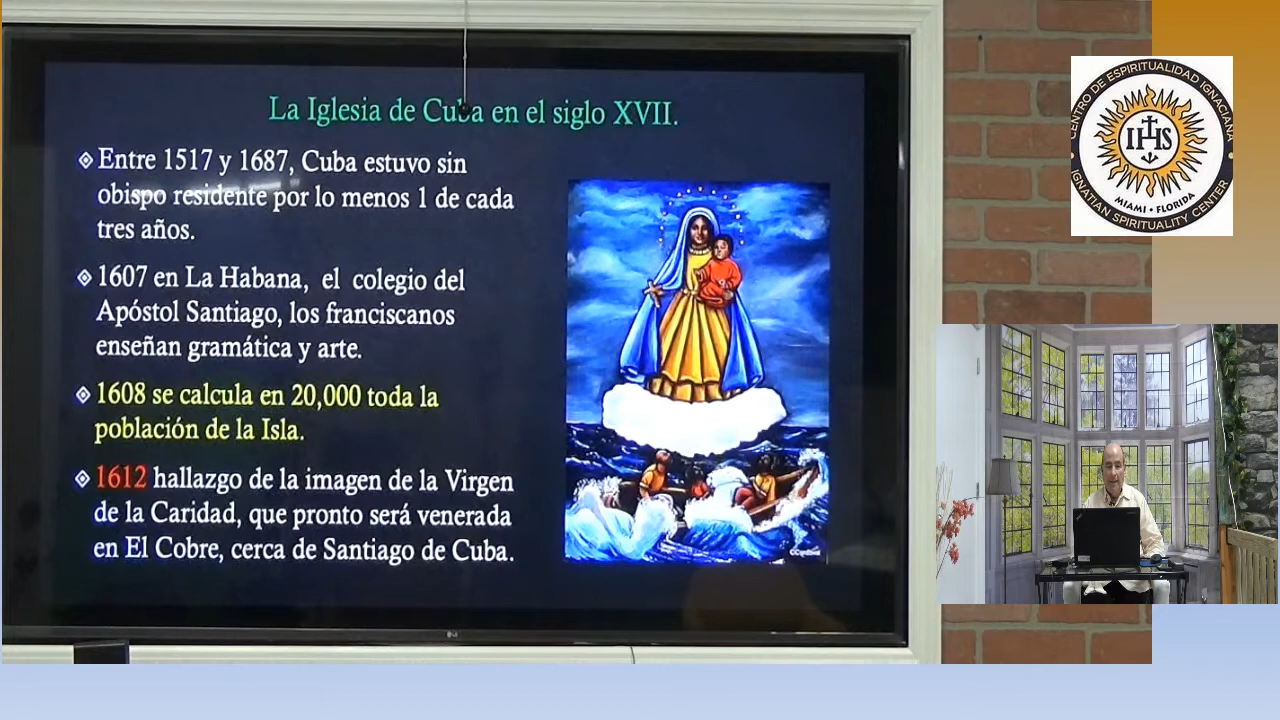 La Iglesia de Cuba en el siglo XVII.
Entre 1517 y 1687, Cuba estuvo sin
obispo residente por lo menos 1 de cada
tres años.
1607 en La Habana, el colegio del
Apóstol Santiago, los franciscanos
enseñan gramática y arte.
1608 se calcula en 20,000 toda la
población de la Isla.
1612 hallazgo de la imagen de la Virgen
de la Caridad, que pronto será venerada
en El Cobre, cerca de Santiago de Cuba.
LG
CENTRO DE ESPIRITUALIDAD IGNACIANA
IHS
MIAMI • FLORIDA
IGNATIAN SPIRITUALITY CENTER